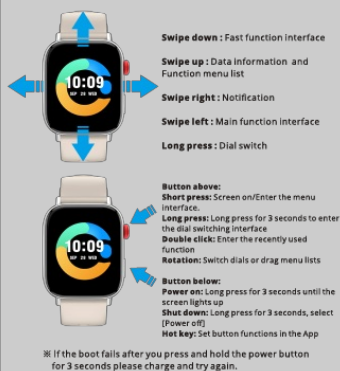 10:09
SEP 20 WED
Swipe down : Fast function interface
Swipe up : Data information and
Function menu list
Swipe right : Notification
Swipe left : Main function interface
Long press : Dial switch
10:09
SEP 20 WED
Button above:
Short press: Screen on/Enter the menu
interface.
Long press: Long press for 3 seconds to enter
the dial switching interface
Double click: Enter the recently used
function
Rotation: Switch dials or drag menu lists
Button below:
Power on: Long press for 3 seconds until the
screen lights up
Shut down: Long press for 3 seconds, select
[Power off]
Hot key: Set button functions in the App
※ If the boot fails after you press and hold the power button
for 3 seconds please charge and try again.